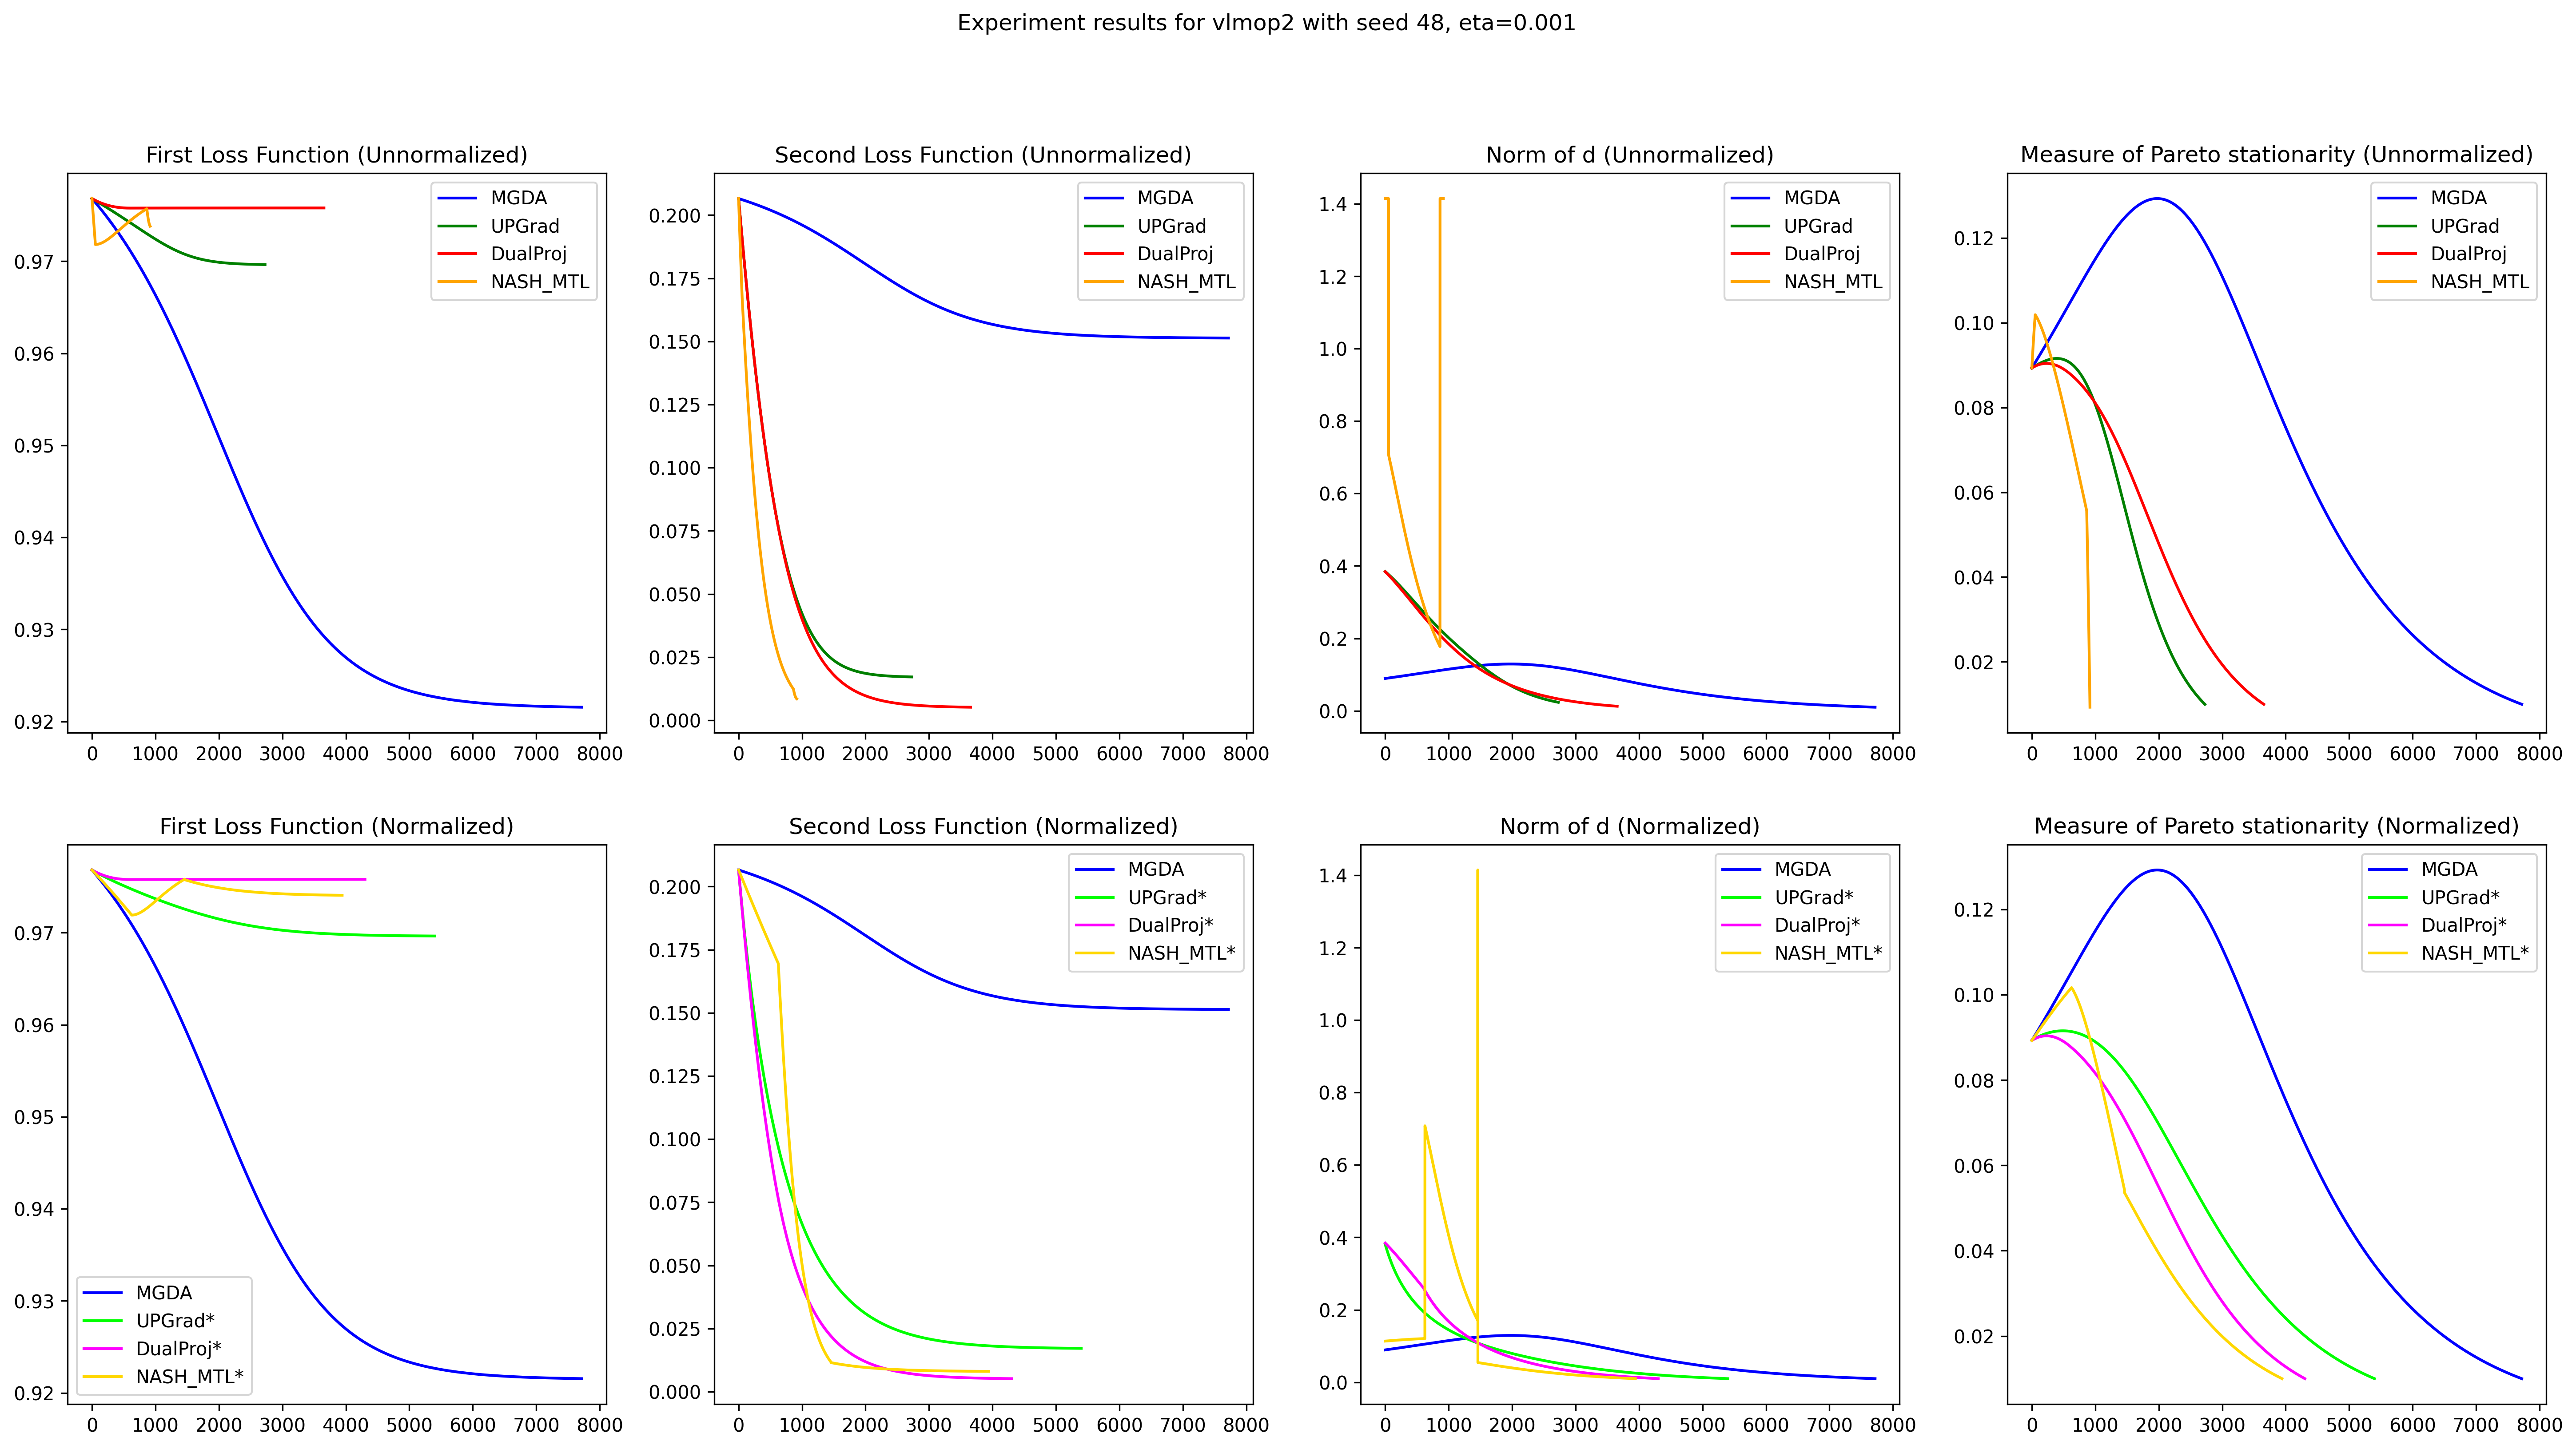 Experiment results for vlmop2 with seed 48, eta=0.001
First Loss Function (Unnormalized)
0.97
0.96
0.95
0.94
0.93
0.92
0 1000 2000 3000 4000 5000 6000 7000 8000
MGDA
UPGrad
DualProj
NASH_MTL
Second Loss Function (Unnormalized)
0.200
0.175
0.150
0.125
0.100
0.075
0.050
0.025
0.000
0 1000 2000 3000 4000 5000 6000 7000 8000
MGDA
UPGrad
DualProj
NASH_MTL
Norm of d (Unnormalized)
1.4
1.2
1.0
0.8
0.6
0.4
0.2
0.0
0 1000 2000 3000 4000 5000 6000 7000 8000
MGDA
UPGrad
DualProj
NASH_MTL
Measure of Pareto stationarity (Unnormalized)
0.12
0.10
0.08
0.06
0.04
0.02
0 1000 2000 3000 4000 5000 6000 7000 8000
MGDA
UPGrad
DualProj
NASH_MTL
First Loss Function (Normalized)
0.97
0.96
0.95
0.94
0.93
0.92
0 1000 2000 3000 4000 5000 6000 7000 8000
MGDA
UPGrad*
DualProj*
NASH_MTL*
Second Loss Function (Normalized)
0.200
0.175
0.150
0.125
0.100
0.075
0.050
0.025
0.000
0 1000 2000 3000 4000 5000 6000 7000 8000
MGDA
UPGrad*
DualProj*
NASH_MTL*
Norm of d (Normalized)
1.4
1.2
1.0
0.8
0.6
0.4
0.2
0.0
0 1000 2000 3000 4000 5000 6000 7000 8000
MGDA
UPGrad*
DualProj*
NASH_MTL*
Measure of Pareto stationarity (Normalized)
0.12
0.10
0.08
0.06
0.04
0.02
0 1000 2000 3000 4000 5000 6000 7000 8000
MGDA
UPGrad*
DualProj*
NASH_MTL*